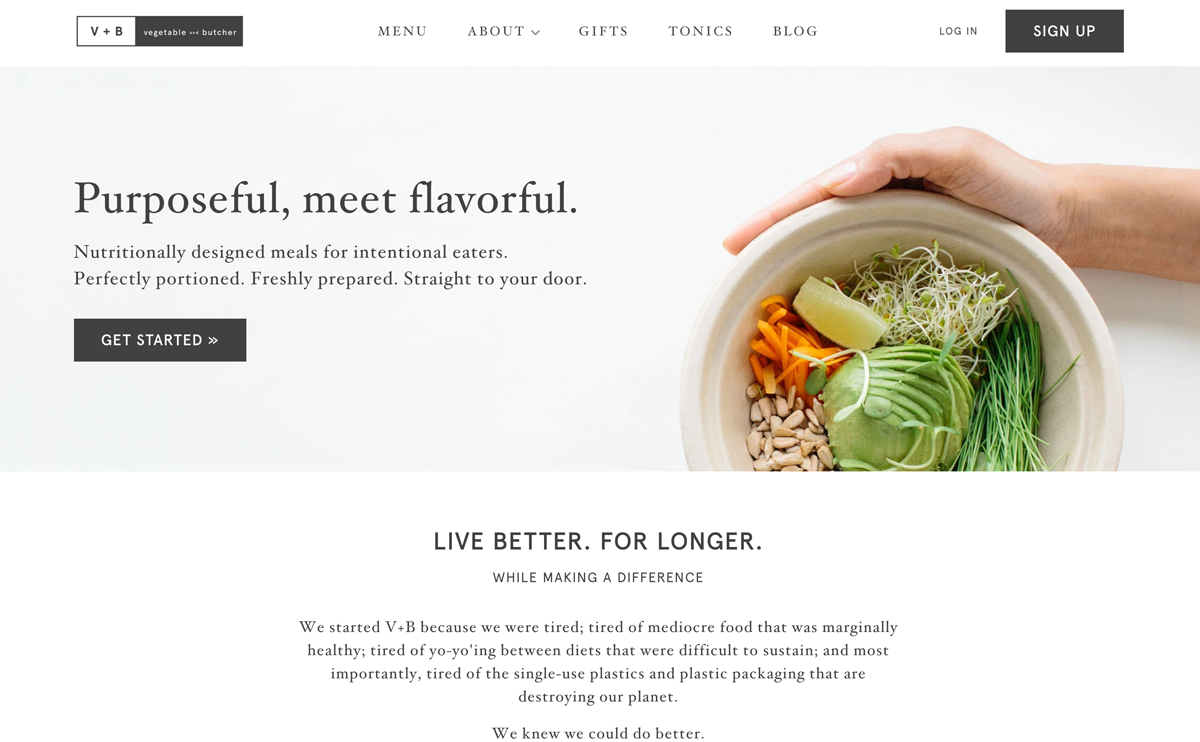 V + B vegetable and butcher
MENU ABOUT GIFTS TONICS BLOG LOG IN SIGN UP
Purposeful, meet flavorful.
Nutritionally designed meals for intentional eaters.
Perfectly portioned. Freshly prepared. Straight to your door.
GET STARTED »
LIVE BETTER. FOR LONGER.
WHILE MAKING A DIFFERENCE
We started V+B because we were tired; tired of mediocre food that was marginally
healthy; tired of yo-yo'ing between diets that were difficult to sustain; and most
importantly, tired of the single-use plastics and plastic packaging that are
destroying our planet.
We knew we could do better.